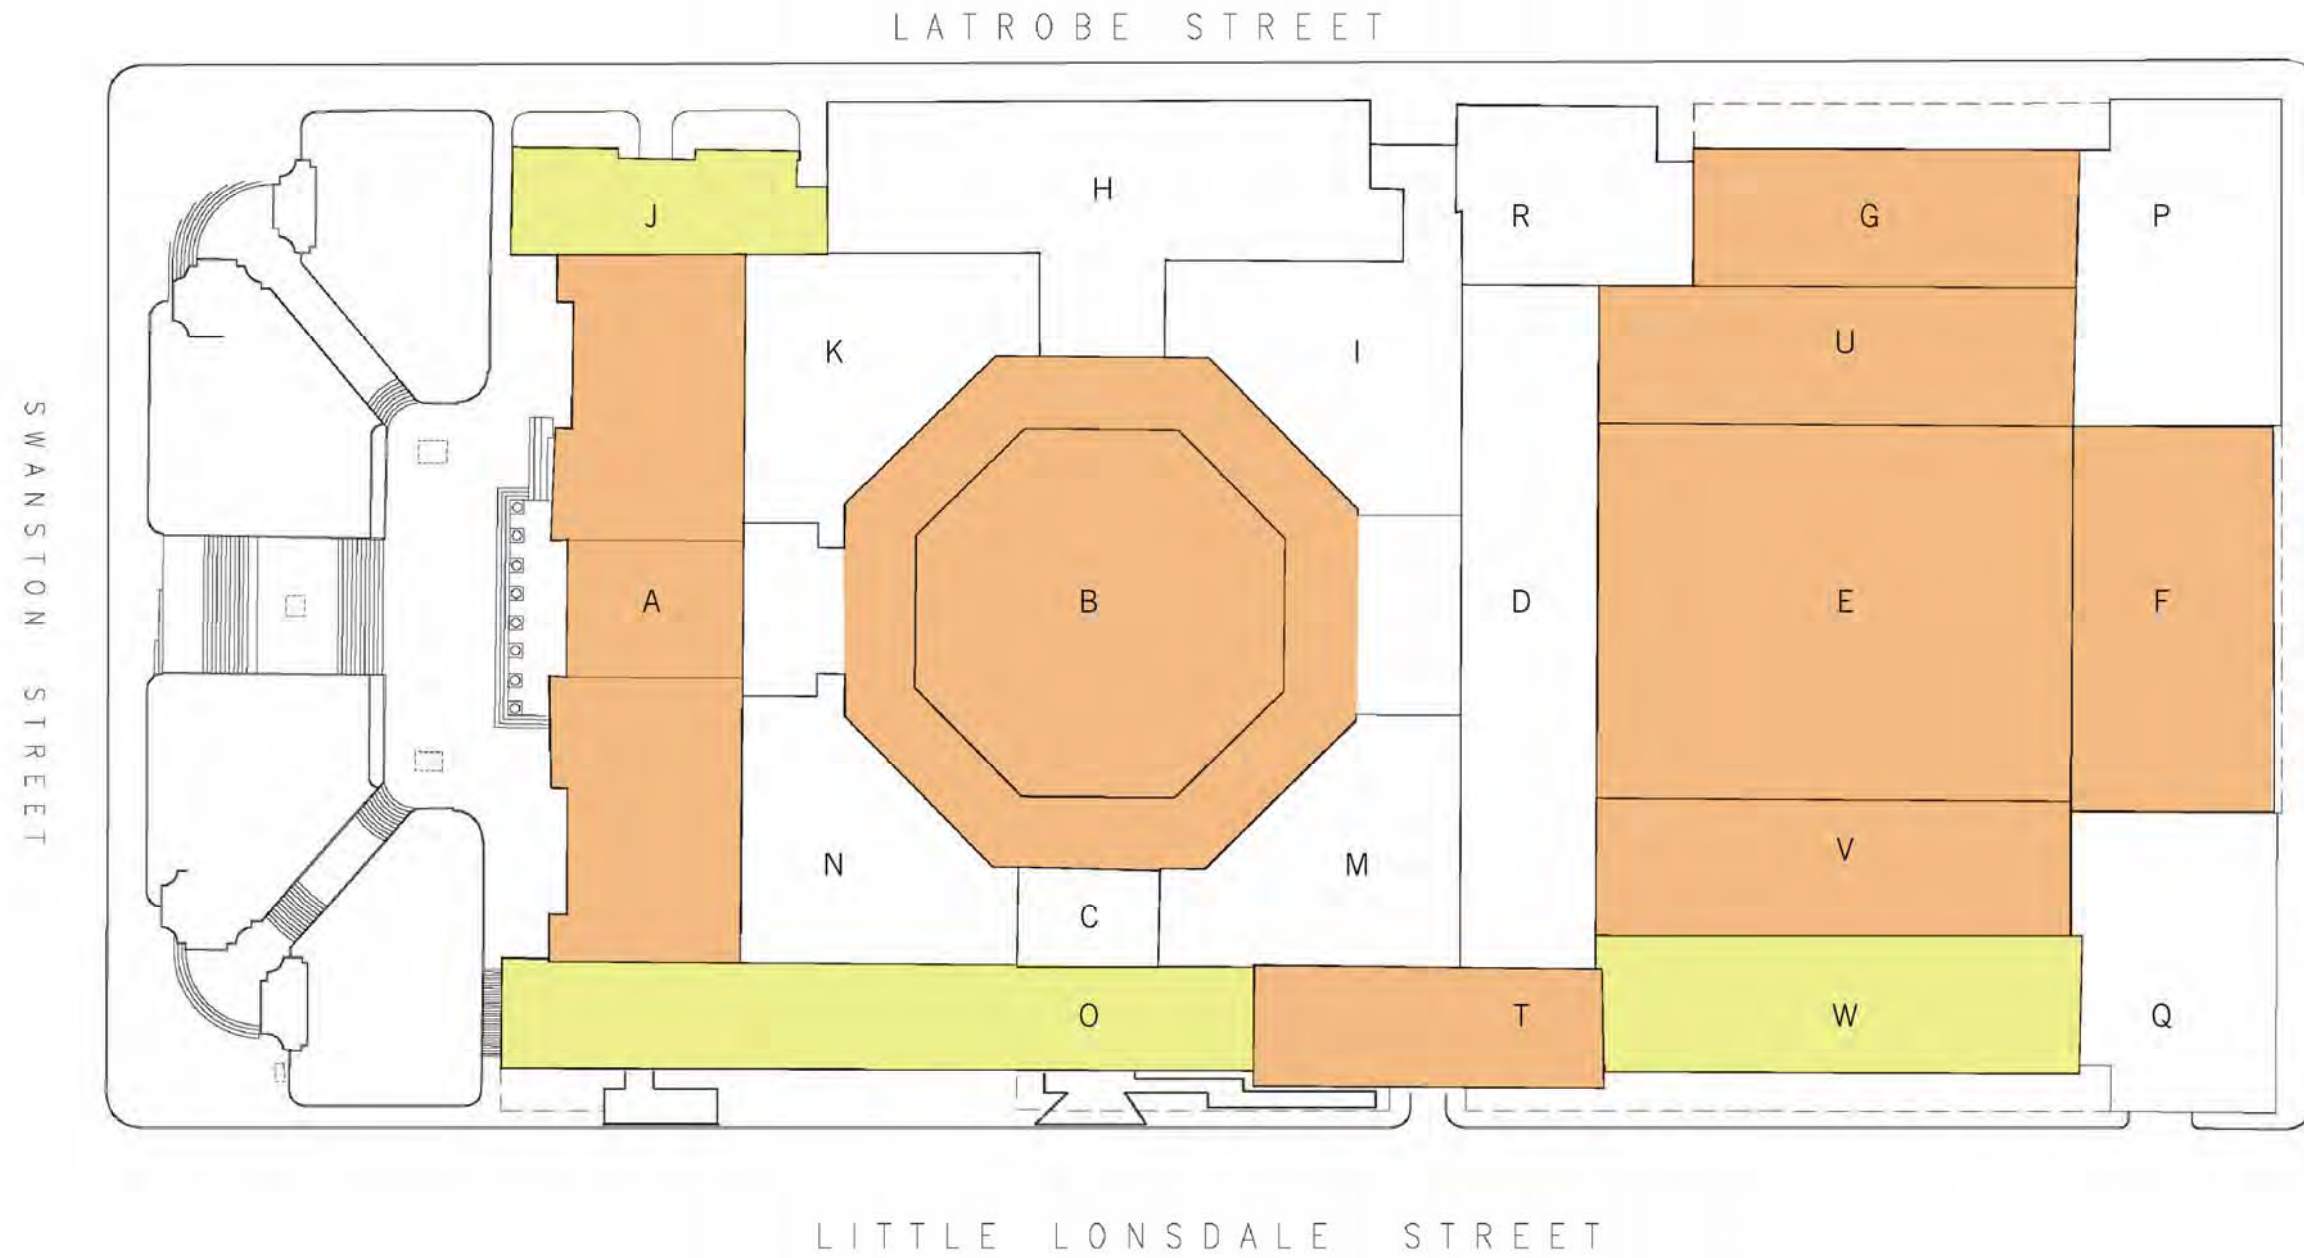 LATROBE STREET
SWANSTON STREET
J
H
R
G
P
K
I
U
A
B
D
E
F
N
M
V
C
O
T
W
Q
LITTLE LONSDALE STREET